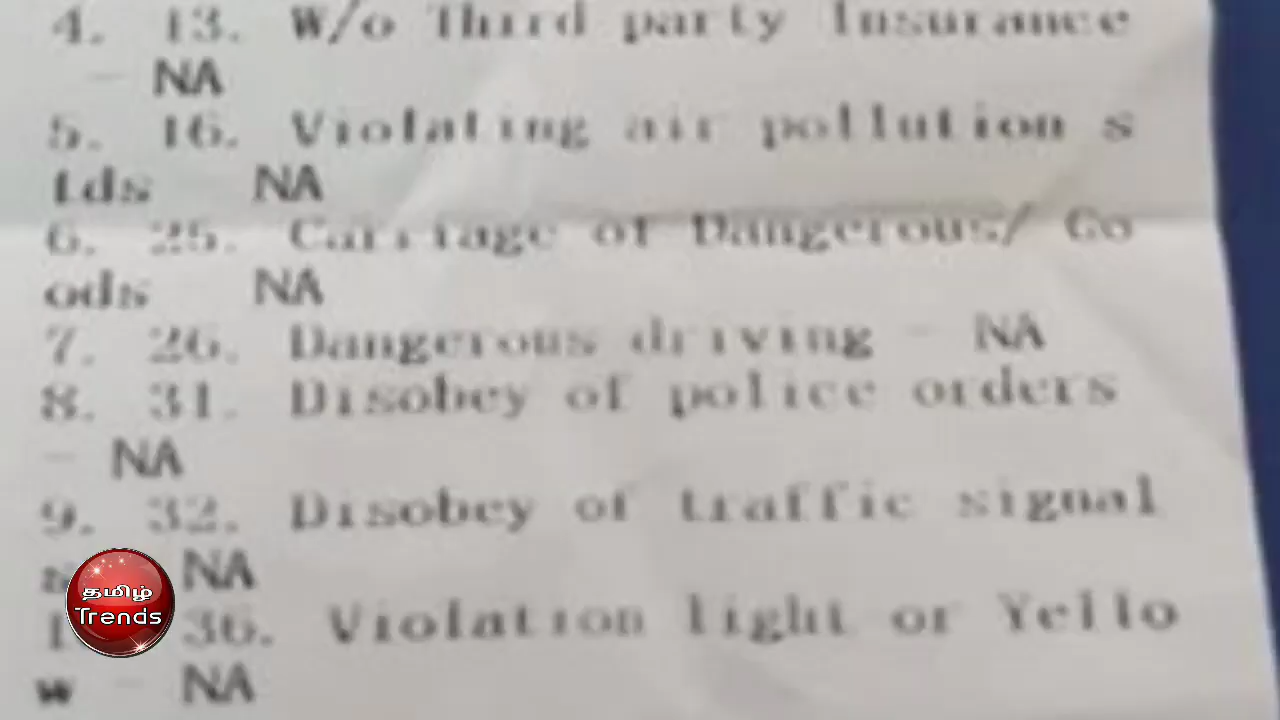 4. 13. W/o Third party Insurance
- NA
5. 16. Violating air pollution s
tds NA
6. 25. Carriage of Dangerous/ Go
ods NA
7. 26. Dangerous driving - NA
8. 31. Disobey of police orders
- NA
9. 32. Disobey of traffic signal
s NA
36. Violation light or Yello
w - NA
தமிழ்
Trends